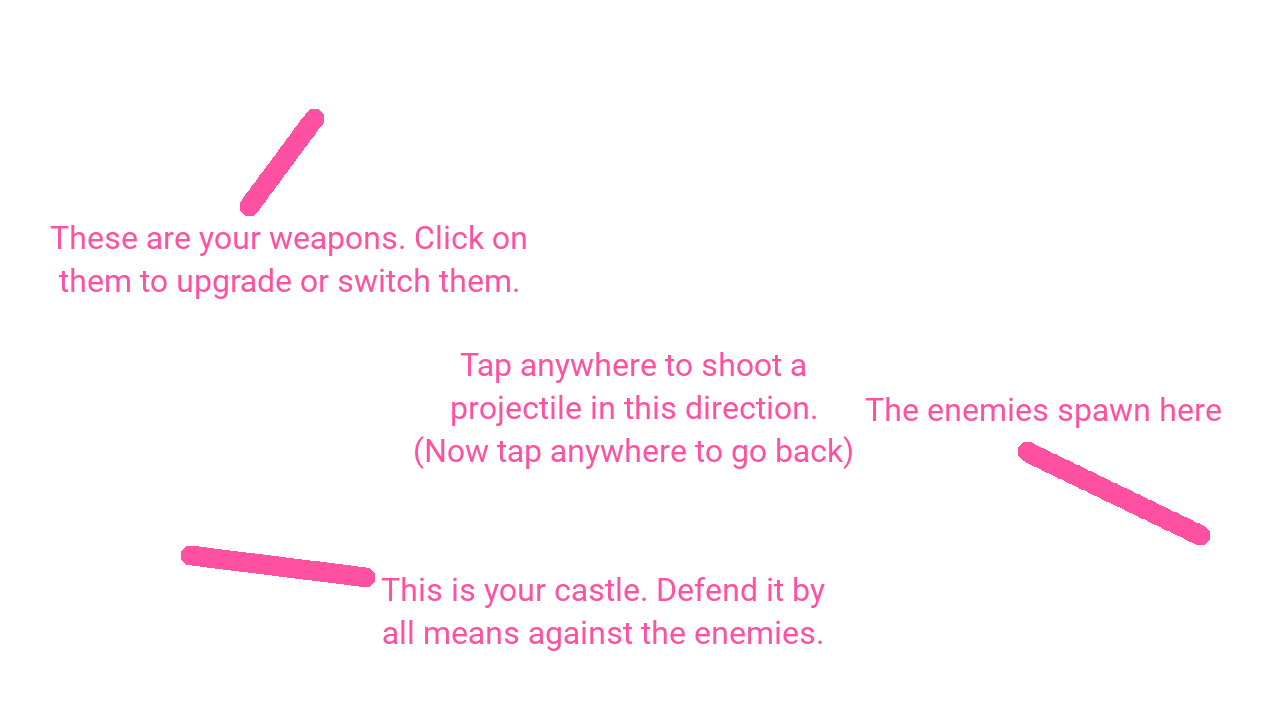 These are your weapons. Click on
them to upgrade or switch them.
Tap anywhere to shoot a
projectile in this direction.
(Now tap anywhere to go back)
The enemies spawn here
This is your castle. Defend it by
all means against the enemies.